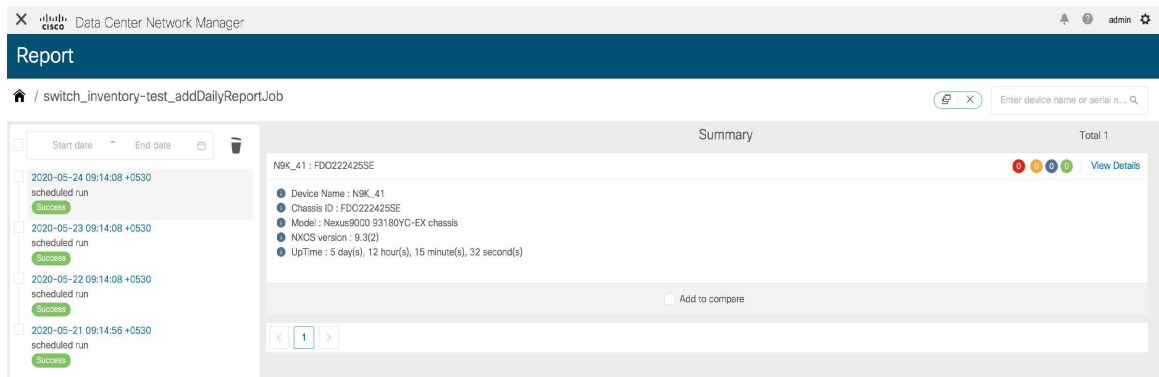 cisco Data Center Network Manager
admin
Report
/ switch_inventory-test_addDailyReportJob
Enter device name or serial n...
Start date ~ End date
Summary
Total 1
2020-05-24 09:14:08 +0530
scheduled run
Success
2020-05-23 09:14:08 +0530
scheduled run
Success
2020-05-22 09:14:08 +0530
scheduled run
Success
2020-05-21 09:14:56 +0530
scheduled run
Success
N9K_41 : FDO222425SE
0 0 0 0 View Details
Device Name : N9K_41
Chassis ID : FDO222425SE
Model : Nexus9000 93180YC-EX chassis
NXOS version : 9.3(2)
UpTime : 5 day(s), 12 hour(s), 15 minute(s), 32 second(s)
Add to compare
< 1 >